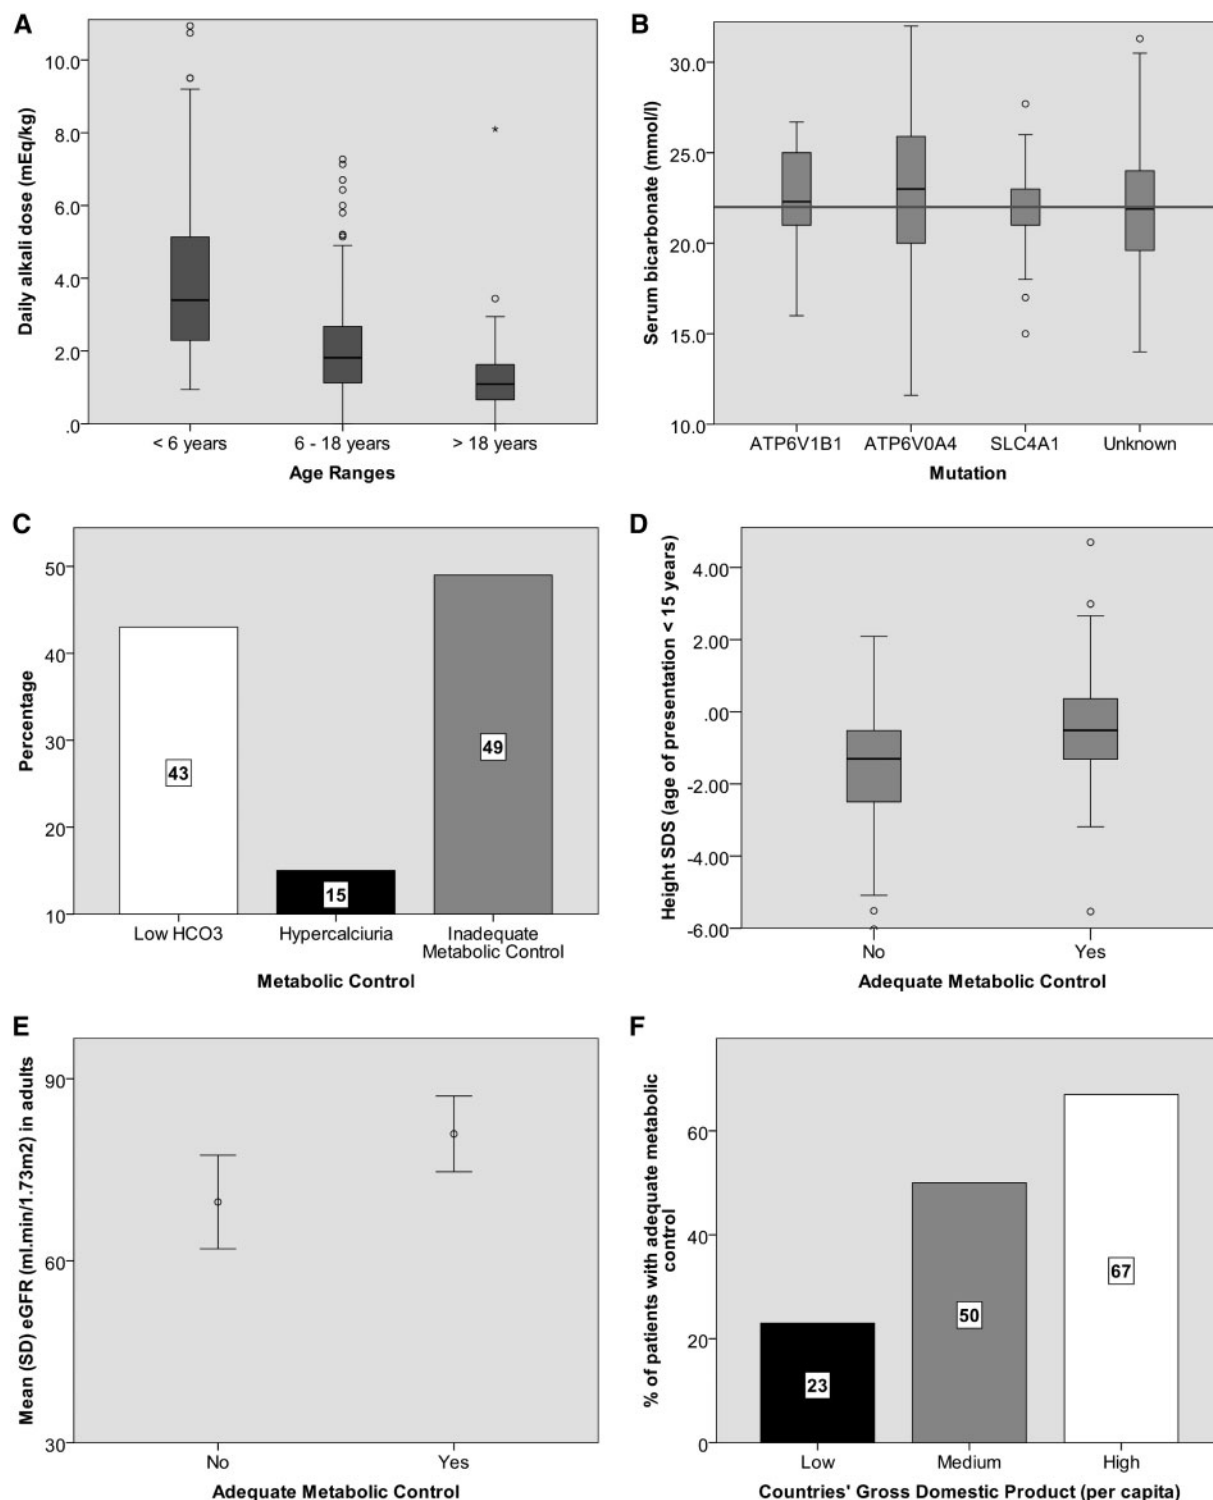 A
Daily alkali dose (mEq/kg)
10.0
8.0
6.0
4.0
2.0
.0
*
< 6 years
6 - 18 years
> 18 years
Age Ranges
B
Serum bicarbonate (mmol/l)
30.0
25.0
20.0
15.0
10.0
ATP6V1B1
ATP6V0A4
SLC4A1
Unknown
Mutation
C
Percentage
50
40
30
20
10
43
15
49
Low HCO3
Hypercalciuria
Inadequate
Metabolic Control
Metabolic Control
D
Height SDS (age of presentation < 15 years)
4.00
2.00
.00
-2.00
-4.00
-6.00
No
Yes
Adequate Metabolic Control
E
Mean (SD) eGFR (ml.min/1.73m2) in adults
90
60
30
No
Yes
Adequate Metabolic Control
F
% of patients with adequate metabolic
control
60
40
20
0
23
50
67
Low
Medium
High
Countries' Gross Domestic Product (per capita)